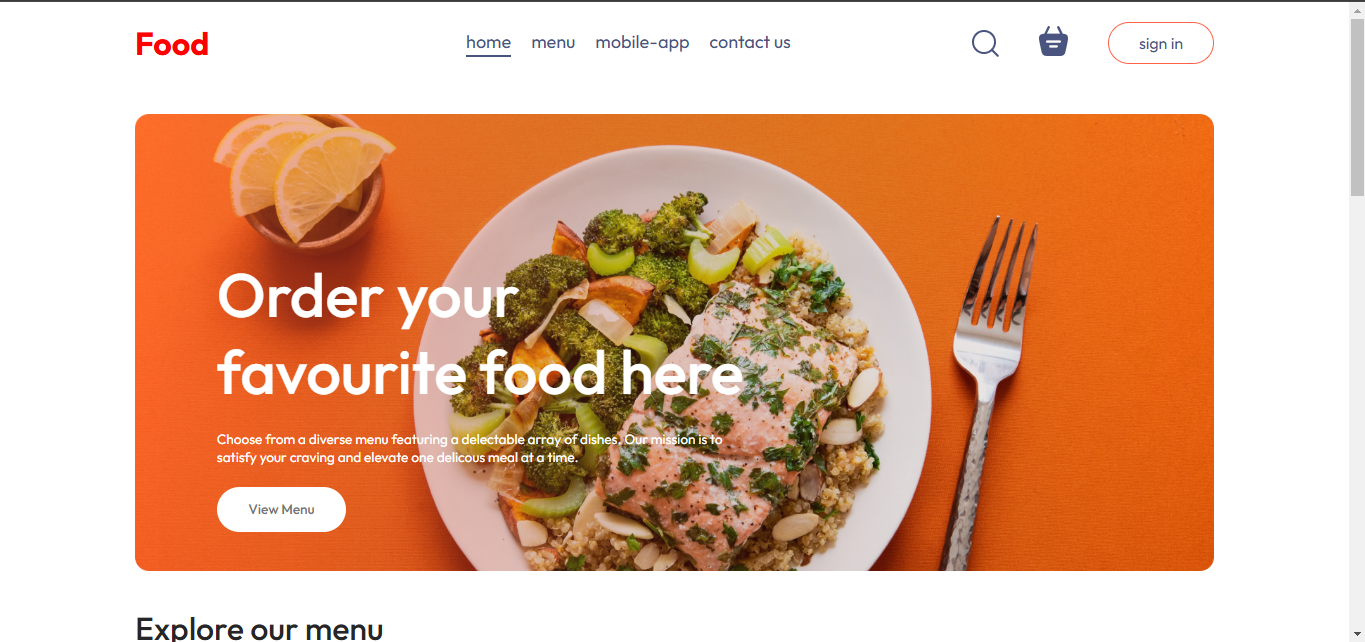 Food
home menu mobile-app contact us
sign in
Order your
favourite food here
Choose from a diverse menu featuring a delectable array of dishes. Our mission is to
satisfy your craving and elevate one delicous meal at a time.
View Menu
Explore our menu